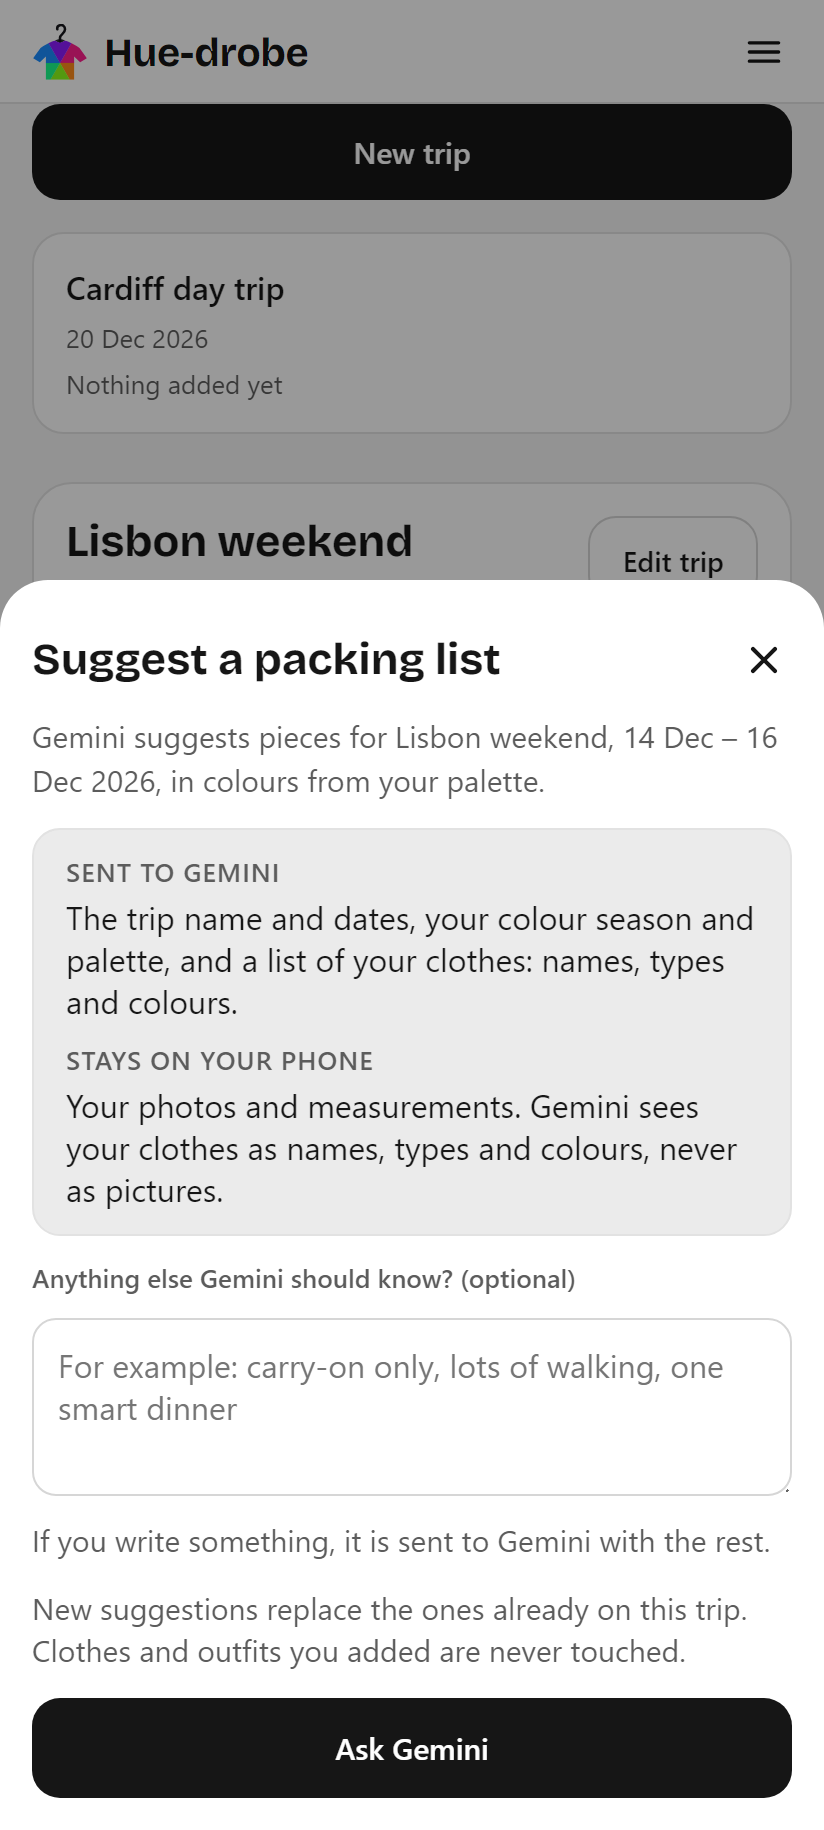 Hue-drobe
New trip
Cardiff day trip
20 Dec 2026
Nothing added yet
Lisbon weekend
Edit trip
Suggest a packing list
Gemini suggests pieces for Lisbon weekend, 14 Dec – 16
Dec 2026, in colours from your palette.
SENT TO GEMINI
The trip name and dates, your colour season and
palette, and a list of your clothes: names, types
and colours.
STAYS ON YOUR PHONE
Your photos and measurements. Gemini sees
your clothes as names, types and colours, never
as pictures.
Anything else Gemini should know? (optional)
For example: carry-on only, lots of walking, one
smart dinner
If you write something, it is sent to Gemini with the rest.
New suggestions replace the ones already on this trip.
Clothes and outfits you added are never touched.
Ask Gemini